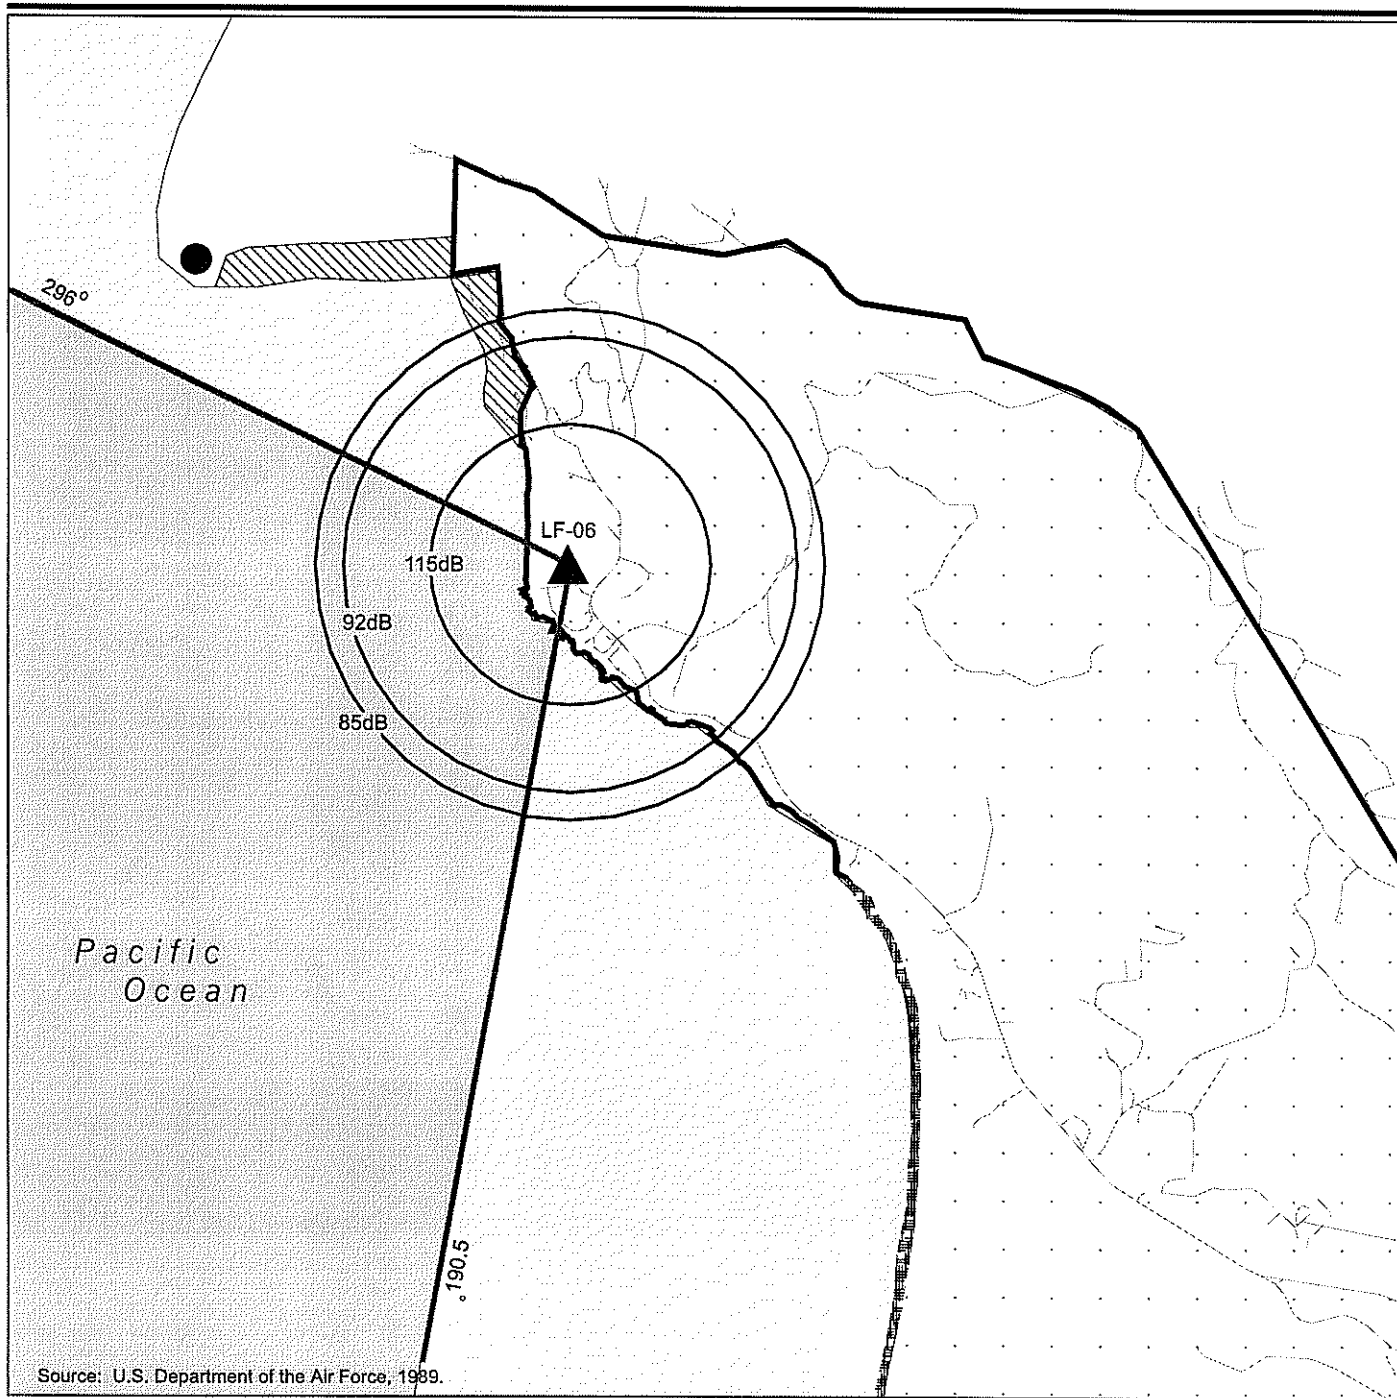 296°
LF-06
115dB
92dB
85dB
Pacific
Ocean
190.5°
Source: U.S. Department of the Air Force, 1989.